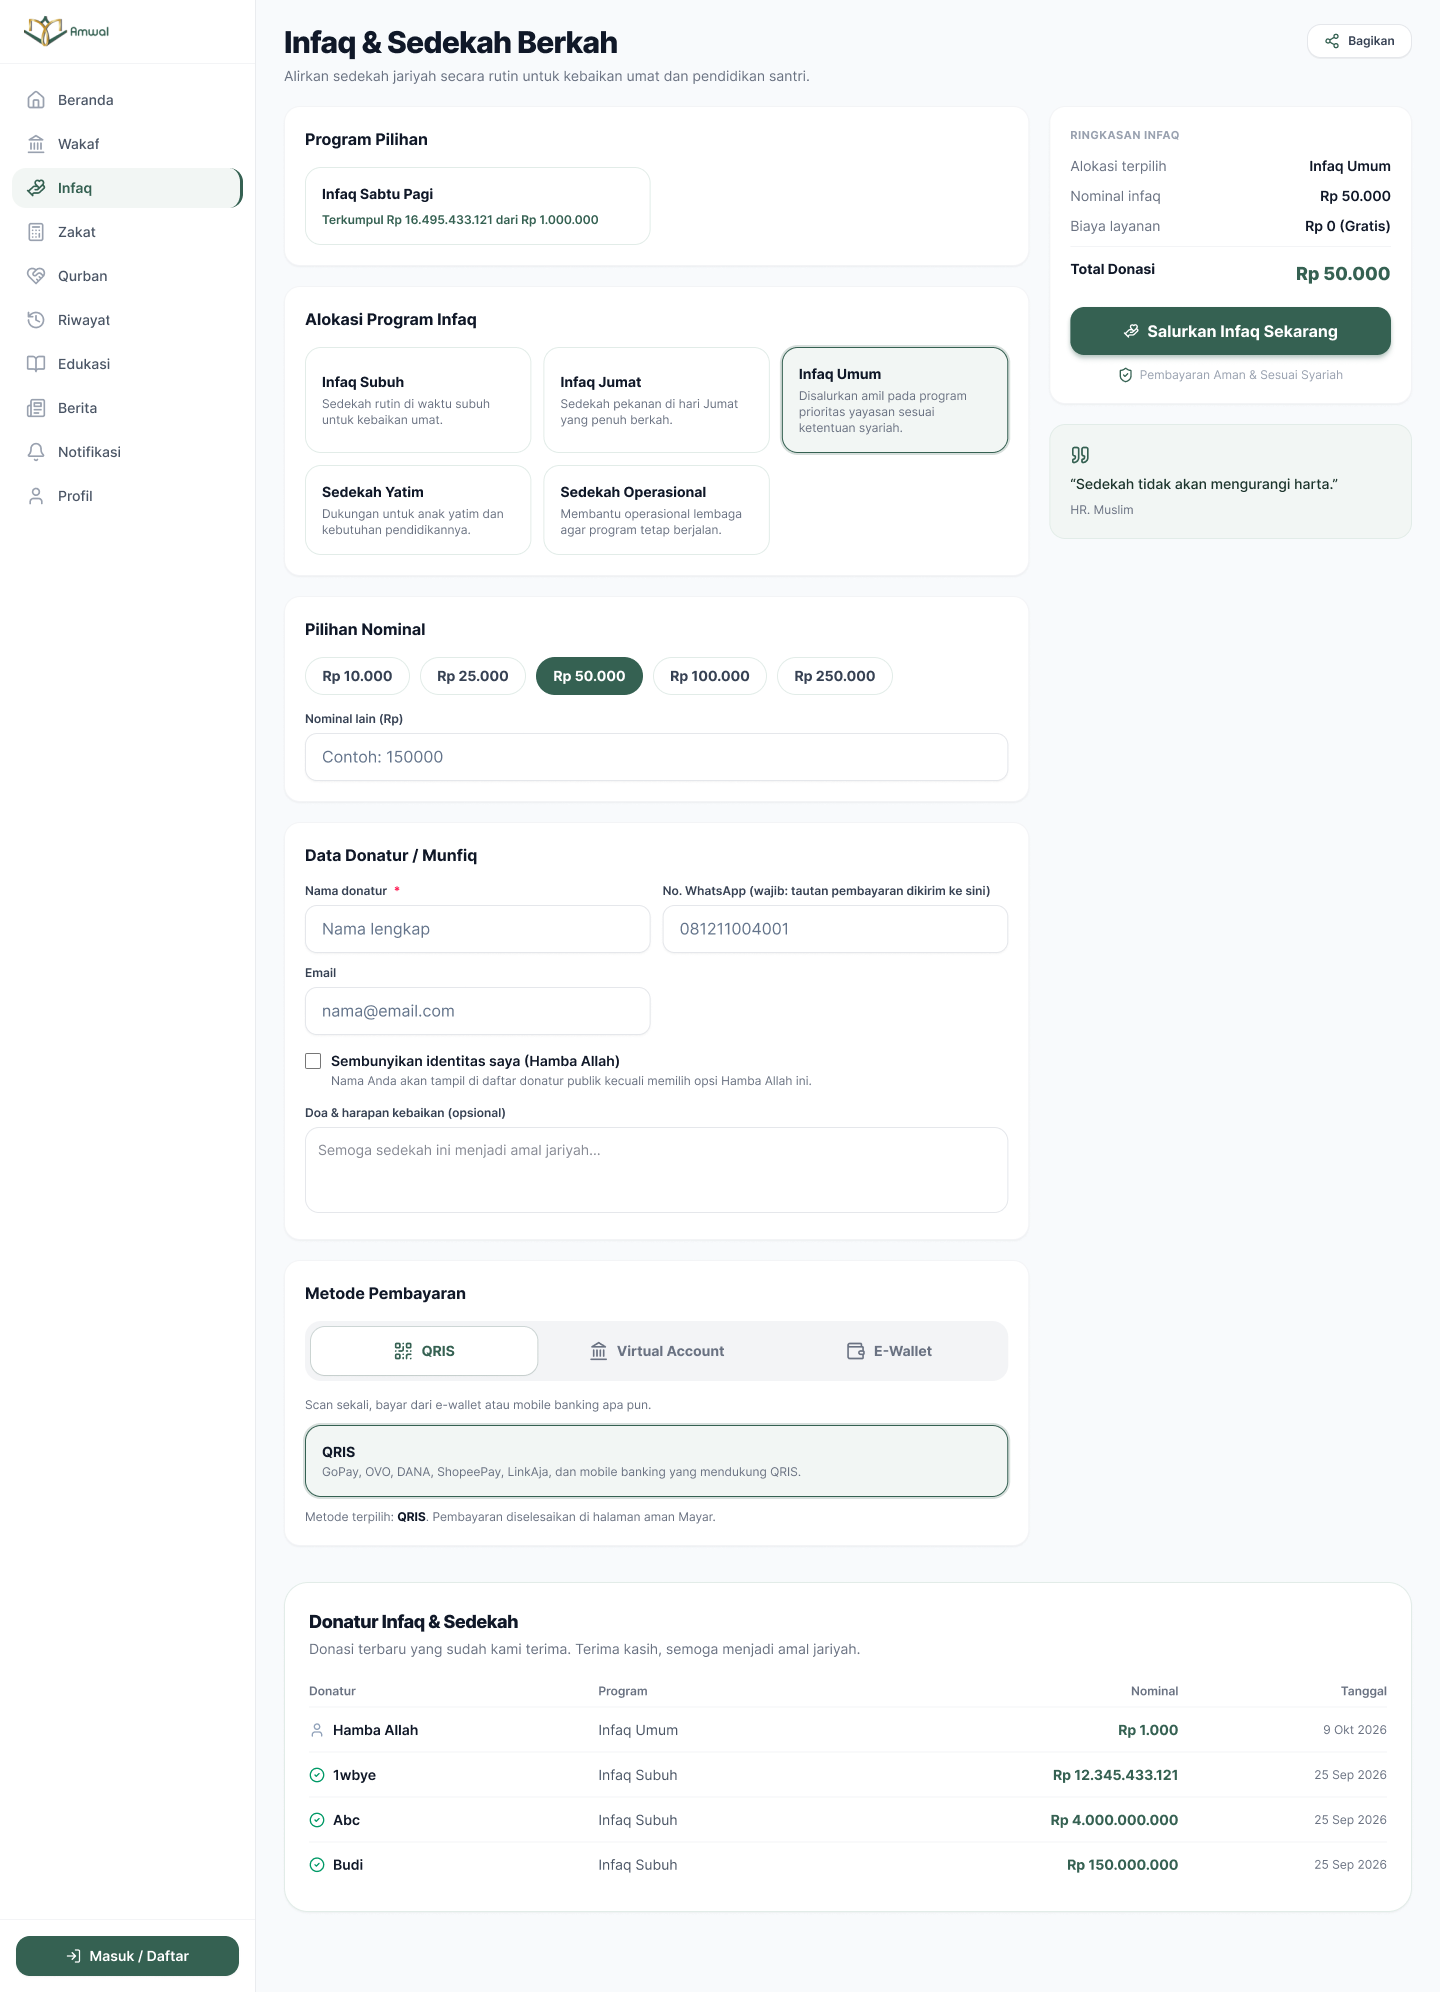 Amwal
Beranda
Wakaf
Infaq
Zakat
Qurban
Riwayat
Edukasi
Berita
Notifikasi
Profil
Masuk / Daftar
Infaq & Sedekah Berkah
Alirkan sedekah jariyah secara rutin untuk kebaikan umat dan pendidikan santri.
Bagikan
Program Pilihan
Infaq Sabtu Pagi
Terkumpul Rp 16.495.433.121 dari Rp 1.000.000
Alokasi Program Infaq
Infaq Subuh
Sedekah rutin di waktu subuh
untuk kebaikan umat.
Infaq Jumat
Sedekah pekanan di hari Jumat
yang penuh berkah.
Infaq Umum
Disalurkan amil pada program
prioritas yayasan sesuai
ketentuan syariah.
Sedekah Yatim
Dukungan untuk anak yatim dan
kebutuhan pendidikannya.
Sedekah Operasional
Membantu operasional lembaga
agar program tetap berjalan.
Pilihan Nominal
Rp 10.000
Rp 25.000
Rp 50.000
Rp 100.000
Rp 250.000
Nominal lain (Rp)
Contoh: 150000
Data Donatur / Munfiq
Nama donatur *
Nama lengkap
No. WhatsApp (wajib: tautan pembayaran dikirim ke sini)
081211004001
Email
nama@email.com
Sembunyikan identitas saya (Hamba Allah)
Nama Anda akan tampil di daftar donatur publik kecuali memilih opsi Hamba Allah ini.
Doa & harapan kebaikan (opsional)
Semoga sedekah ini menjadi amal jariyah...
Metode Pembayaran
QRIS
Virtual Account
E-Wallet
Scan sekali, bayar dari e-wallet atau mobile banking apa pun.
QRIS
GoPay, OVO, DANA, ShopeePay, LinkAja, dan mobile banking yang mendukung QRIS.
Metode terpilih: QRIS. Pembayaran diselesaikan di halaman aman Mayar.
RINGKASAN INFAQ
Alokasi terpilih Infaq Umum
Nominal infaq Rp 50.000
Biaya layanan Rp 0 (Gratis)
Total Donasi Rp 50.000
Salurkan Infaq Sekarang
Pembayaran Aman & Sesuai Syariah
“Sedekah tidak akan mengurangi harta.”
HR. Muslim
Donatur Infaq & Sedekah
Donasi terbaru yang sudah kami terima. Terima kasih, semoga menjadi amal jariyah.
Donatur Program Nominal Tanggal
Hamba Allah Infaq Umum Rp 1.000 9 Okt 2026
1wbye Infaq Subuh Rp 12.345.433.121 25 Sep 2026
Abc Infaq Subuh Rp 4.000.000.000 25 Sep 2026
Budi Infaq Subuh Rp 150.000.000 25 Sep 2026